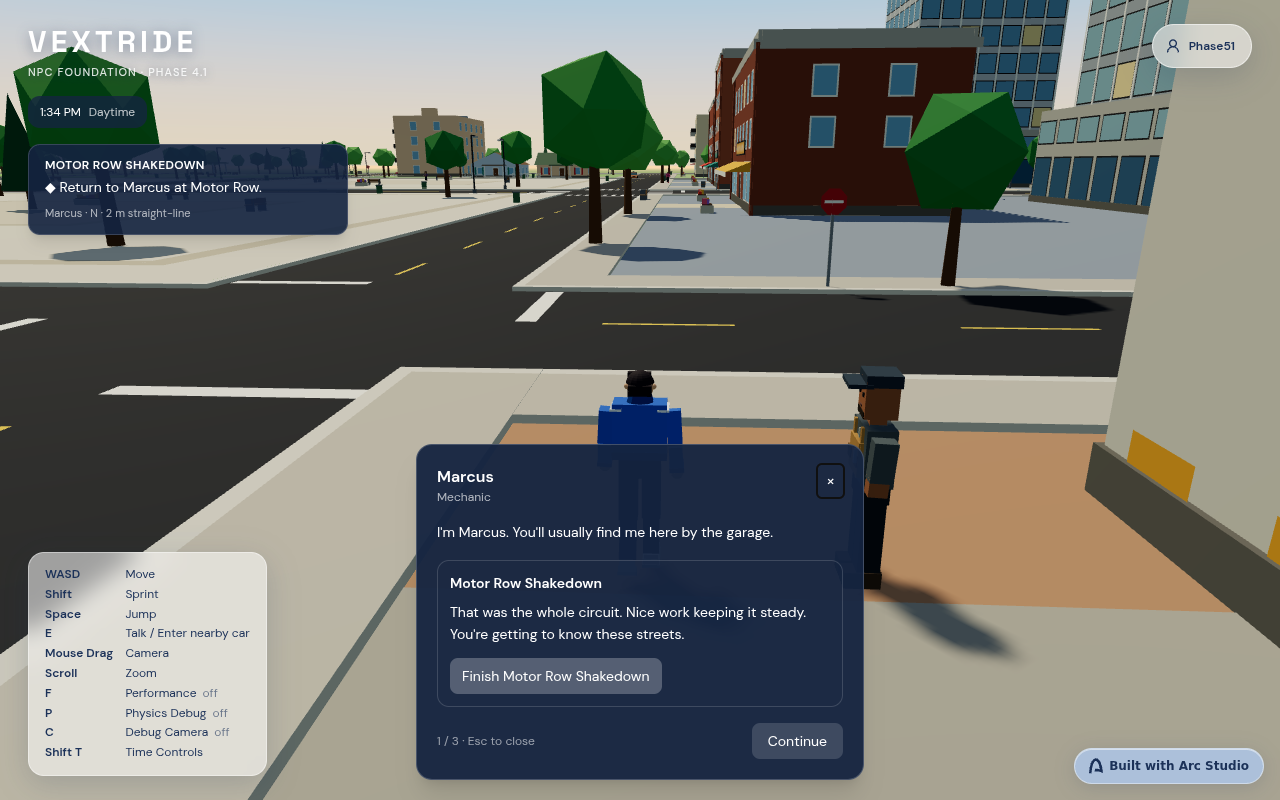 VEXTRIDE
NPC FOUNDATION · PHASE 4.1
Phase51
1:34 PM Daytime
MOTOR ROW SHAKEDOWN
◆ Return to Marcus at Motor Row.
Marcus · N · 2 m straight-line
Marcus
Mechanic
×
I'm Marcus. You'll usually find me here by the garage.
Motor Row Shakedown
That was the whole circuit. Nice work keeping it steady.
You're getting to know these streets.
Finish Motor Row Shakedown
1 / 3 · Esc to close
Continue
WASD Move
Shift Sprint
Space Jump
E Talk / Enter nearby car
Mouse Drag Camera
Scroll Zoom
F Performance off
P Physics Debug off
C Debug Camera off
Shift T Time Controls
Built with Arc Studio